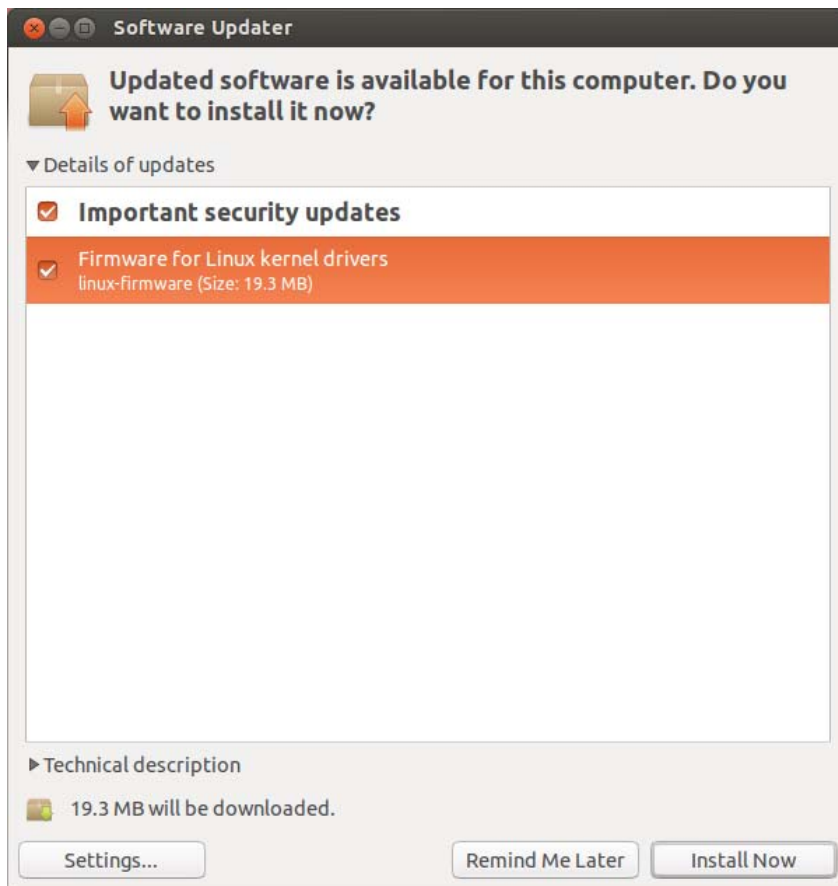 Software Updater
Updated software is available for this computer. Do you
want to install it now?
Details of updates
Important security updates
Firmware for Linux kernel drivers
linux-firmware (Size: 19.3 MB)
Technical description
19.3 MB will be downloaded.
Settings...
Remind Me Later
Install Now